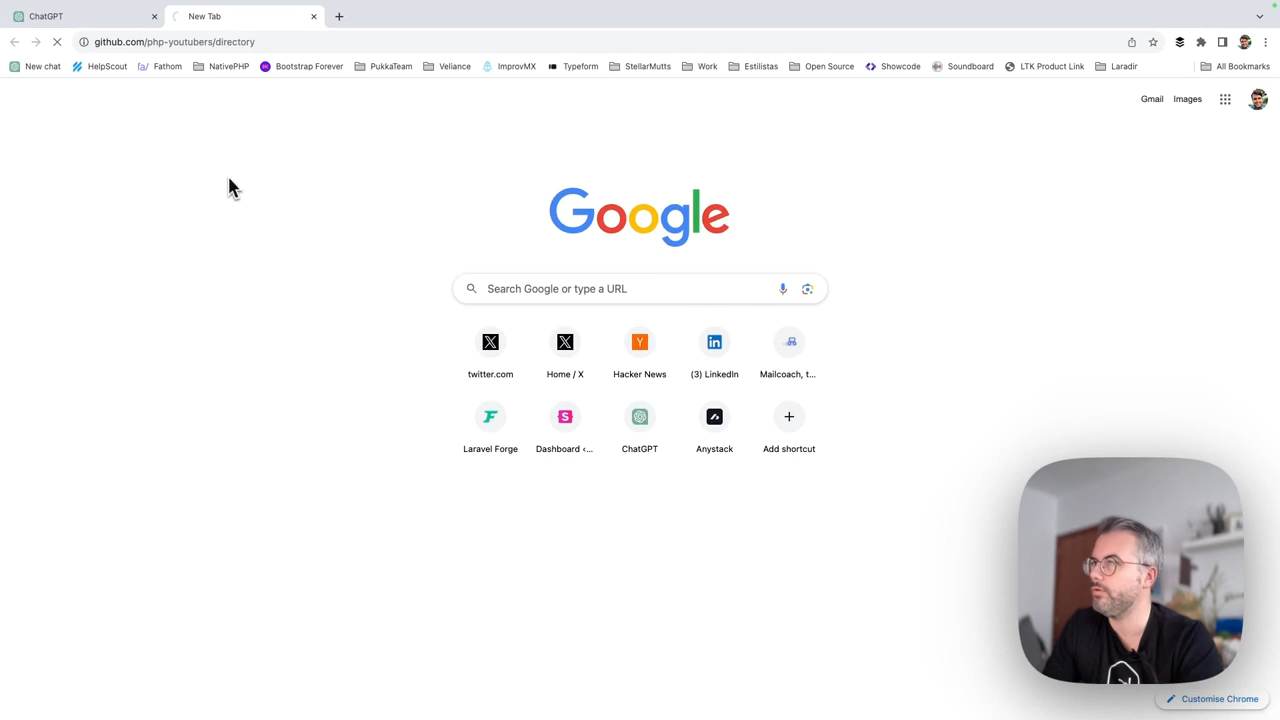 ChatGPT
New Tab
github.com/php-youtubers/directory
New chat
HelpScout
Fathom
NativePHP
Bootstrap Forever
PukkaTeam
Veliance
ImprovMX
Typeform
StellarMutts
Work
Estilistas
Open Source
Showcode
Soundboard
LTK Product Link
Laradir
All Bookmarks
Gmail
Images
Google
Search Google or type a URL
twitter.com
Home / X
Hacker News
(3) LinkedIn
Mailcoach, t...
Laravel Forge
Dashboard ‹...
ChatGPT
Anystack
Add shortcut
Customise Chrome